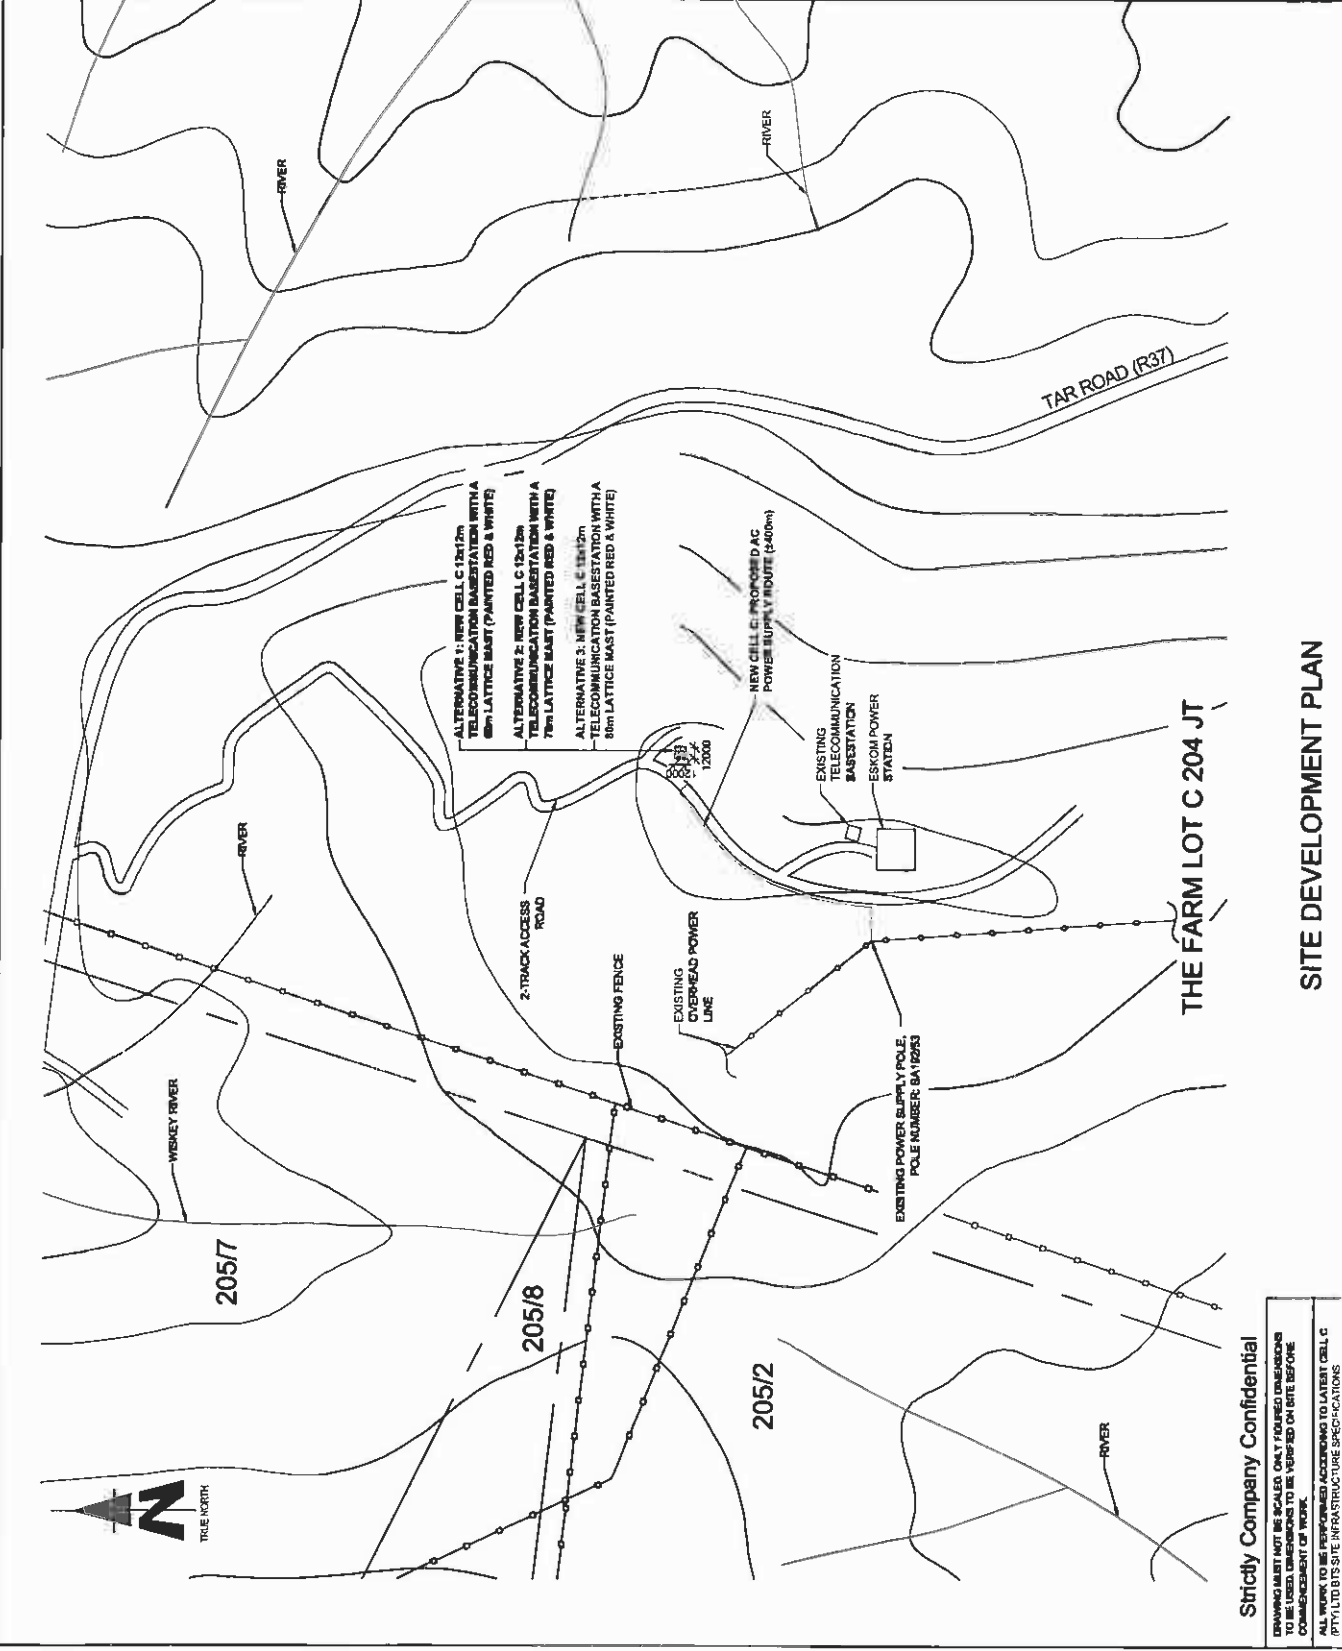 TRUE NORTH
205/7
WISKEY RIVER
RIVER
RIVER
205/8
2-TRACK ACCESS
ROAD
ALTERNATIVE 1: NEW CELL C 12x12m
TELECOMMUNICATION BASESTATION WITH A
60m LATTICE MAST (PAINTED RED & WHITE)
ALTERNATIVE 2: NEW CELL C 12x12m
TELECOMMUNICATION BASESTATION WITH A
70m LATTICE MAST (PAINTED RED & WHITE)
ALTERNATIVE 3: NEW CELL C 12x12m
TELECOMMUNICATION BASESTATION WITH A
80m LATTICE MAST (PAINTED RED & WHITE)
EXISTING FENCE
12000
205/2
EXISTING
OVERHEAD POWER
LINE
NEW CELL C: PROPOSED AC
POWER SUPPLY ROUTE (±400m)
RIVER
EXISTING
TELECOMMUNICATION
BASESTATION
ESKOM POWER
STATION
EXISTING POWER SUPPLY POLE,
POLE NUMBER:
TAR ROAD (R37)
RIVER
THE FARM LOT C 204 JT
Strictly Company Confidential
SITE DEVELOPMENT PLAN
DRAWING MUST NOT BE SCALED. ONLY FIGURED DIMENSIONS
TO BE USED. DIMENSIONS TO BE VERIFIED ON SITE BEFORE
COMMENCEMENT OF WORK.
ALL WORK TO BE PERFORMED ACCORDING TO LATEST CELL C
(PTY) LTD BTS SITE INFRASTRUCTURE SPECIFICATIONS